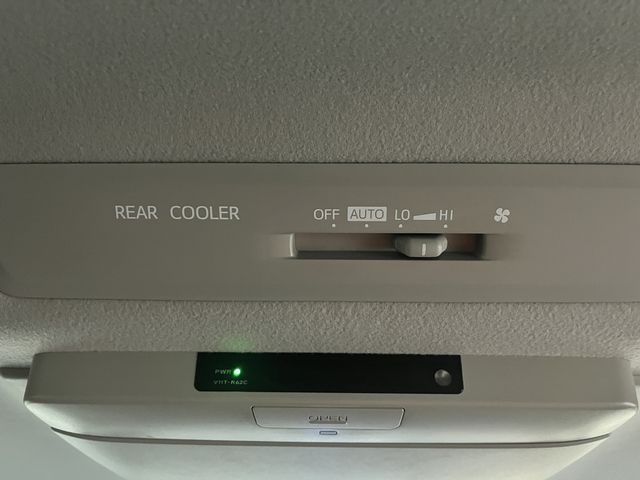 REAR COOLER OFF AUTO LO HI
PWR
VHT-R62C
OPEN